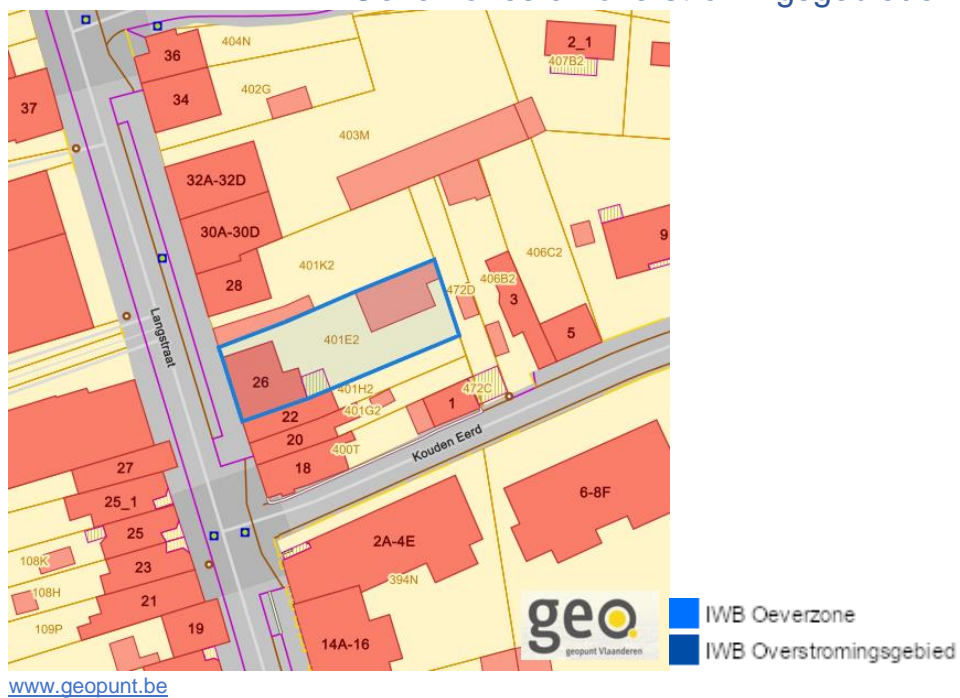 36
404N
2_1
407B2
402G
34
37
403M
32A-32D
30A-30D
406C2
9
401K2
28
472D
406B2
3
5
Langstraat
401E2
26
401H2
472C
22
401G2
1
20
400T
Kouden Eerd
18
27
25_1
6-8F
25
2A-4E
108K
23
394N
108H
21
109P
19
14A-16
geo
geopunt Vlaanderen
IWB Oeverzone
IWB Overstromingsgebied
www.geopunt.be